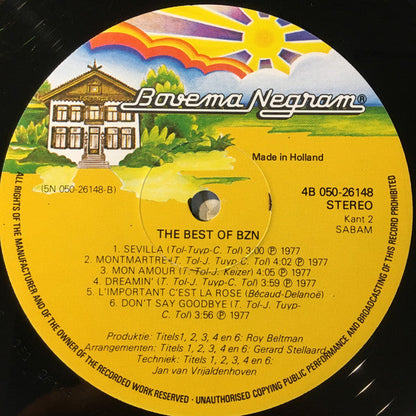 Bovema Negram®
Made in Holland
(5N 050-26148-B)
4B 050-26148
STEREO
Kant 2
SABAM
THE BEST OF BZN
1. SEVILLA (Tol-Tuyp-C. Tol) 3:00 Ⓟ 1977
2. MONTMARTRE (T. Tol-J. Tuyp C. Tol) 4:02 Ⓟ 1977
3. MON AMOUR (T. Tol-J. Keizer) 4:05 Ⓟ 1977
4. DREAMIN' (T. Tol-J. Tuyp-C. Tol) 3:59 Ⓟ 1977
5. L'IMPORTANT C'EST LA ROSE (Bécaud-Delanoë)
6. DON'T SAY GOODBYE (T. Tol-J. Tuyp-
C. Tol) 3:56 Ⓟ 1977
Produktie: Titels 1, 2, 3, 4 en 6: Roy Beltman
Arrangementen: Titels 1, 2, 3, 4 en 6: Gerard Stellaard
Techniek: Titels 1, 2, 3, 4 en 6:
Jan van Vrijaldenhoven
ALL RIGHTS OF THE MANUFACTURER AND OF THE OWNER OF THE RECORDED WORK RESERVED - UNAUTHORISED COPYING PUBLIC PERFORMANCE AND BROADCASTING OF THIS RECORD PROHIBITED